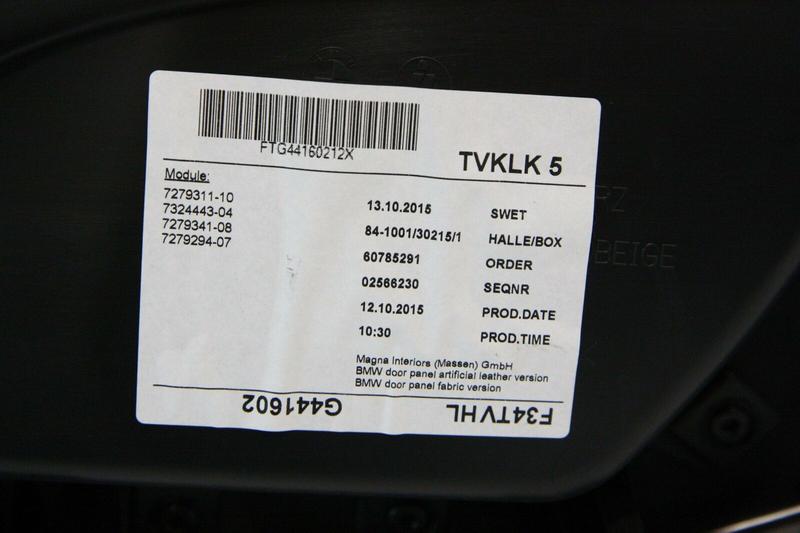 FTG44160212X
TVKLK 5
Module:
7279311-10
7324443-04
7279341-08
7279294-07
13.10.2015 SWET
84-1001/30215/1 HALLE/BOX
60785291 ORDER
02566230 SEQNR
12.10.2015 PROD.DATE
10:30 PROD.TIME
Magna Interiors (Massen) GmbH
BMW door panel artificial leather version
BMW door panel fabric version
F34TVHL G441602
BEIGE